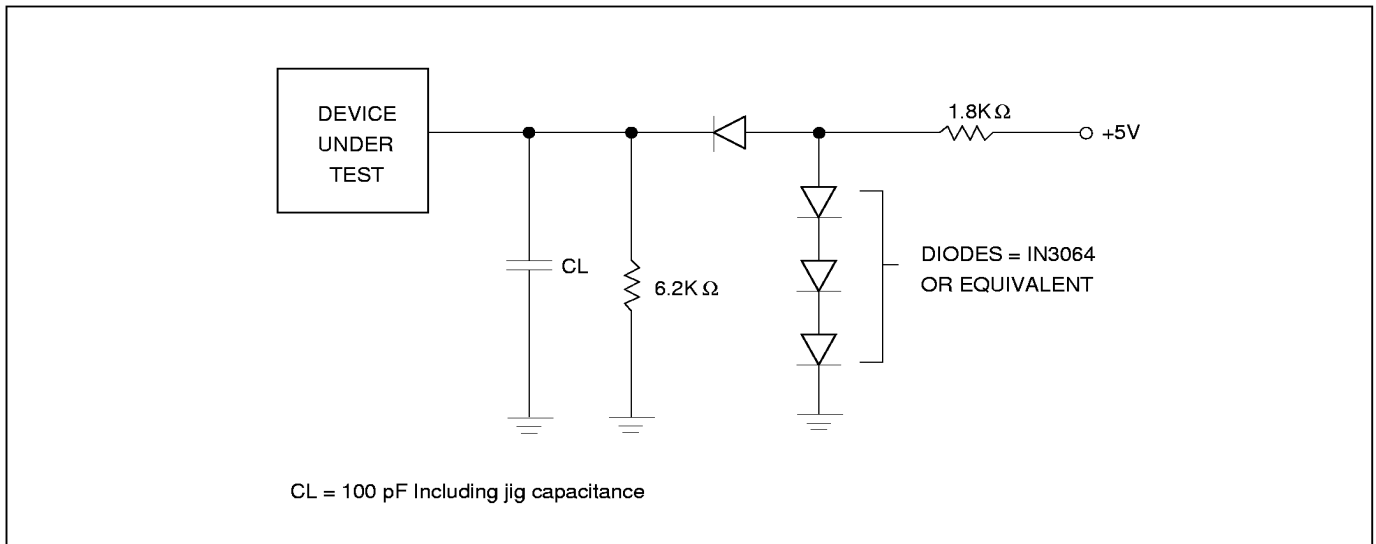 DEVICE
UNDER
TEST
1.8K Ω
+5V
CL
6.2K Ω
DIODES = IN3064
OR EQUIVALENT
CL = 100 pF Including jig capacitance